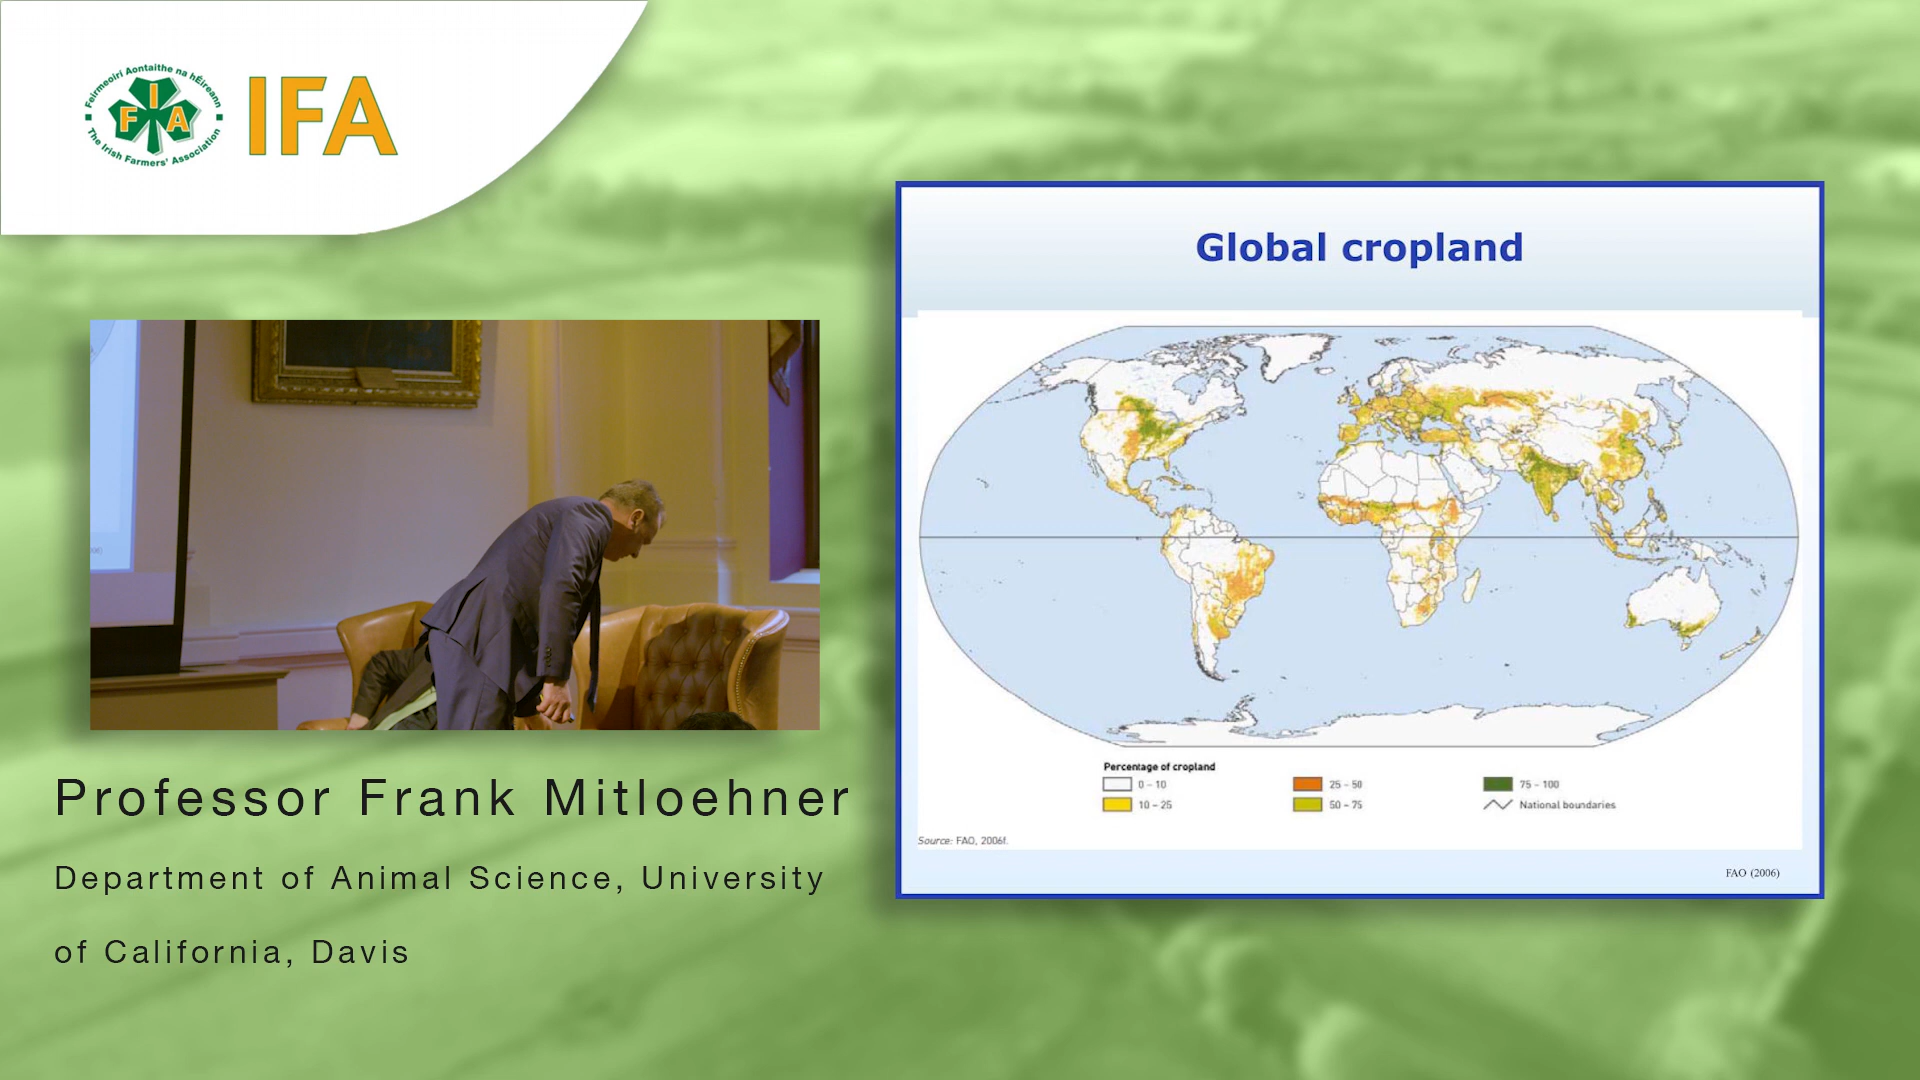 Feirmeoirí Aontaithe na hÉireann
F I A
The Irish Farmers' Association
IFA
Global cropland
Percentage of cropland
0 – 10
25 – 50
75 – 100
10 – 25
50 – 75
National boundaries
Source: FAO, 2006f.
FAO (2006)
Professor Frank Mitloehner
Department of Animal Science, University
of California, Davis